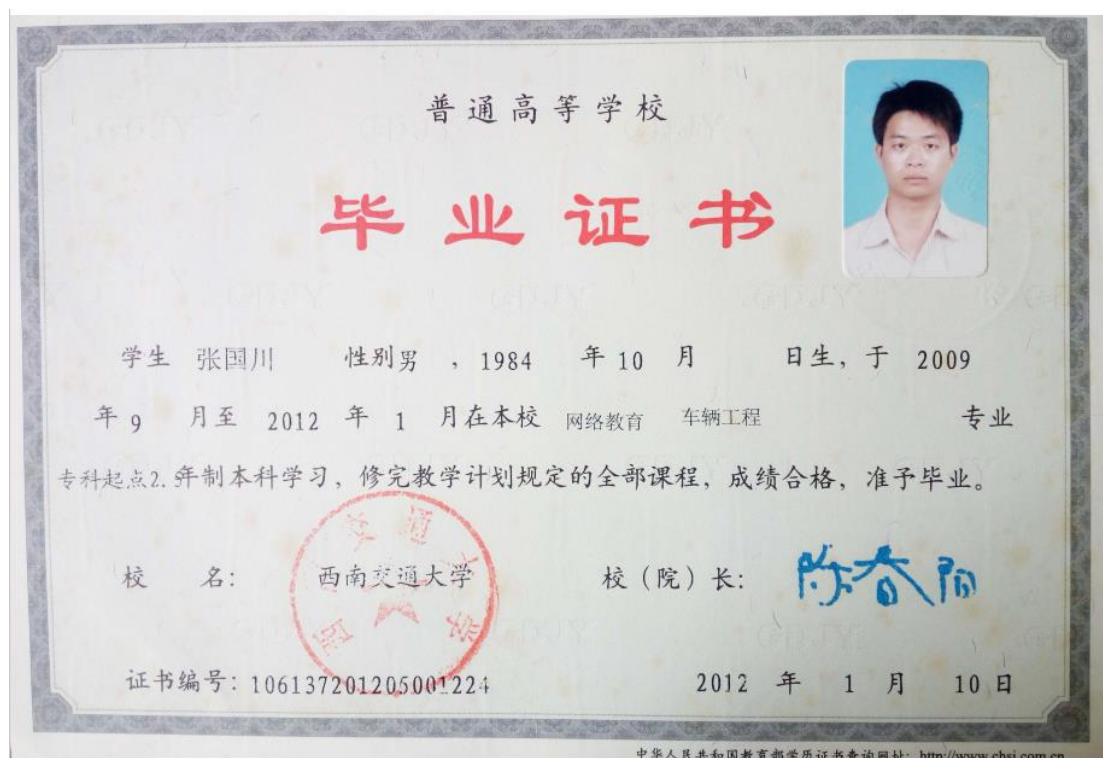 普通高等学校
毕业证书
学生 张国川 性别男 ，1984 年 10 月 日生，于 2009
年 9 月至 2012 年 1 月在本校 网络教育 车辆工程 专业
专科起点2.5年制本科学习，修完教学计划规定的全部课程，成绩合格，准予毕业。
校 名： 西南交通大学 校（院）长：
西南交通大学
证书编号：106137201205001224 2012 年 1 月 10 日
中华人民共和国教育部学历证书查询网址：http://www.chsi.com.cn